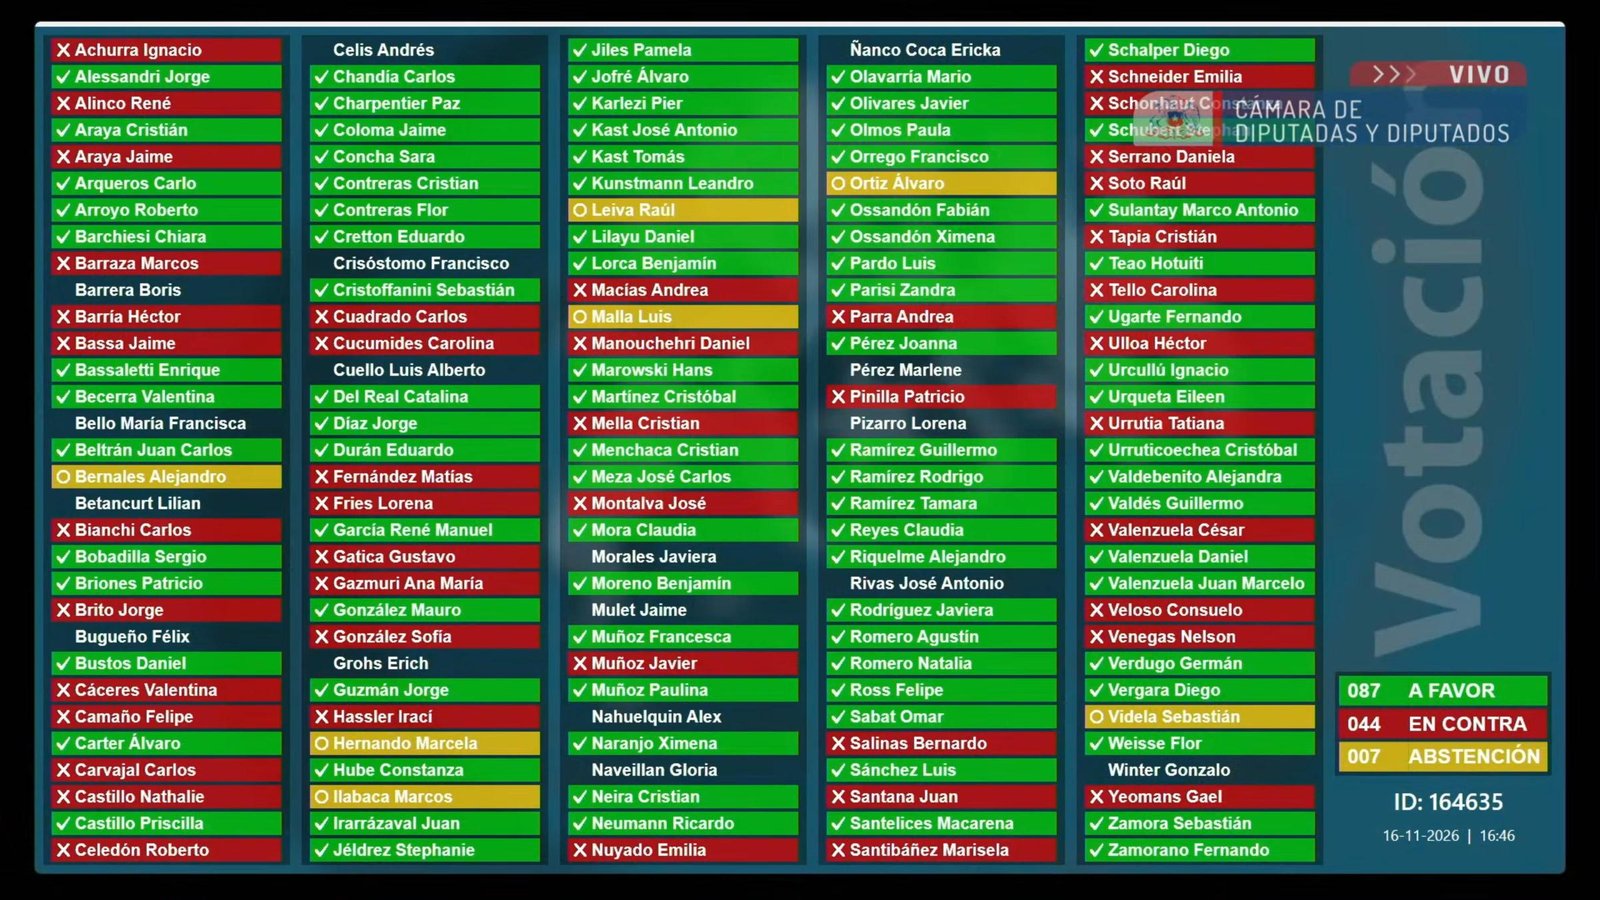 X Achurra Ignacio
✓ Alessandri Jorge
X Alinco René
✓ Araya Cristián
X Araya Jaime
✓ Arqueros Carlo
✓ Arroyo Roberto
✓ Barchiesi Chiara
X Barraza Marcos
Barrera Boris
X Barría Héctor
X Bassa Jaime
✓ Bassaletti Enrique
✓ Becerra Valentina
Bello María Francisca
✓ Beltrán Juan Carlos
O Bernales Alejandro
Betancurt Lilian
X Bianchi Carlos
✓ Bobadilla Sergio
✓ Briones Patricio
X Brito Jorge
Bugueño Félix
✓ Bustos Daniel
X Cáceres Valentina
X Camaño Felipe
✓ Carter Álvaro
X Carvajal Carlos
X Castillo Nathalie
✓ Castillo Priscilla
X Celedón Roberto
Celis Andrés
✓ Chandía Carlos
✓ Charpentier Paz
✓ Coloma Jaime
✓ Concha Sara
✓ Contreras Cristian
✓ Contreras Flor
✓ Cretton Eduardo
Crisóstomo Francisco
✓ Cristoffanini Sebastián
X Cuadrado Carlos
X Cucumides Carolina
Cuello Luis Alberto
✓ Del Real Catalina
✓ Díaz Jorge
✓ Durán Eduardo
X Fernández Matías
X Fries Lorena
✓ García René Manuel
X Gatica Gustavo
X Gazmuri Ana María
✓ González Mauro
X González Sofía
Grohs Erich
✓ Guzmán Jorge
X Hassler Irací
O Hernando Marcela
✓ Hube Constanza
O Ilabaca Marcos
✓ Irarrázaval Juan
✓ Jéldrez Stephanie
✓ Jiles Pamela
✓ Jofré Álvaro
✓ Karlezi Pier
✓ Kast José Antonio
✓ Kast Tomás
✓ Kunstmann Leandro
O Leiva Raúl
✓ Lilayu Daniel
✓ Lorca Benjamín
X Macías Andrea
O Malla Luis
X Manouchehri Daniel
✓ Marowski Hans
✓ Martínez Cristóbal
X Mella Cristian
✓ Menchaca Cristian
✓ Meza José Carlos
X Montalva José
✓ Mora Claudia
Morales Javiera
✓ Moreno Benjamín
Mulet Jaime
✓ Muñoz Francesca
X Muñoz Javier
✓ Muñoz Paulina
Nahuelquin Alex
✓ Naranjo Ximena
Naveillan Gloria
✓ Neira Cristian
✓ Neumann Ricardo
X Nuyado Emilia
Ñanco Coca Ericka
✓ Olavarría Mario
✓ Olivares Javier
✓ Olmos Paula
✓ Orrego Francisco
O Ortiz Álvaro
✓ Ossandón Fabián
✓ Ossandón Ximena
✓ Pardo Luis
✓ Parisi Zandra
X Parra Andrea
✓ Pérez Joanna
Pérez Marlene
X Pinilla Patricio
Pizarro Lorena
✓ Ramírez Guillermo
✓ Ramírez Rodrigo
✓ Ramírez Tamara
✓ Reyes Claudia
✓ Riquelme Alejandro
Rivas José Antonio
✓ Rodríguez Javiera
✓ Romero Agustín
✓ Romero Natalia
✓ Ross Felipe
✓ Sabat Omar
X Salinas Bernardo
✓ Sánchez Luis
X Santana Juan
✓ Santelices Macarena
X Santibáñez Marisela
✓ Schalper Diego
X Schneider Emilia
X Schonhaut Constanza
✓ Schubert Stephan
X Serrano Daniela
X Soto Raúl
✓ Sulantay Marco Antonio
X Tapia Cristián
✓ Teao Hotuiti
X Tello Carolina
✓ Ugarte Fernando
X Ulloa Héctor
✓ Urcullú Ignacio
✓ Urqueta Eileen
X Urrutia Tatiana
✓ Urruticoechea Cristóbal
✓ Valdebenito Alejandra
✓ Valdés Guillermo
X Valenzuela César
✓ Valenzuela Daniel
✓ Valenzuela Juan Marcelo
X Veloso Consuelo
X Venegas Nelson
✓ Verdugo Germán
✓ Vergara Diego
O Videla Sebastián
✓ Weisse Flor
Winter Gonzalo
X Yeomans Gael
✓ Zamora Sebastián
✓ Zamorano Fernando
>>> VIVO
CÁMARA DE
DIPUTADAS Y DIPUTADOS
Votación
087 A FAVOR
044 EN CONTRA
007 ABSTENCIÓN
ID: 164635
16-11-2026 | 16:46